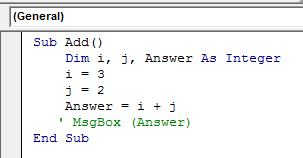 (General)
Sub Add()
Dim i, j, Answer As Integer
i = 3
j = 2
Answer = i + j
' MsgBox (Answer)
End Sub